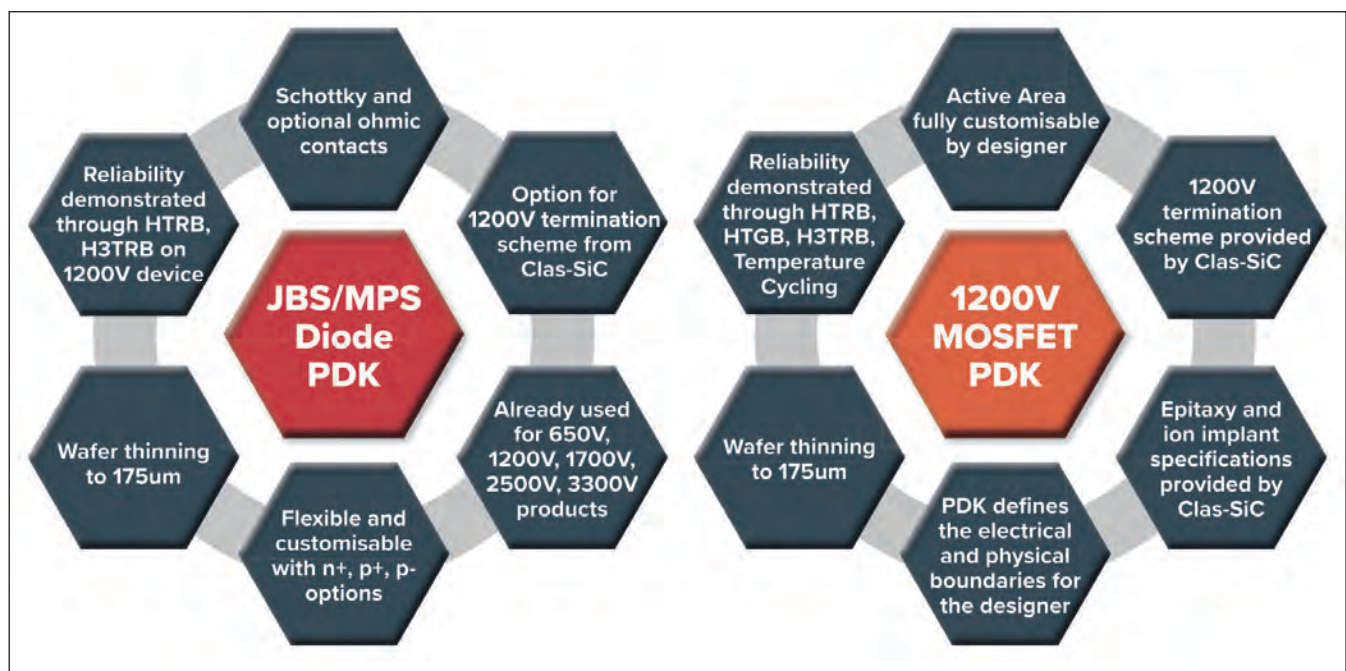 Schottky and
optional ohmic
contacts
Option for
1200V termination
scheme from
Clas-SiC
Already used
for 650V,
1200V, 1700V,
2500V, 3300V
products
Flexible and
customisable
with n+, p+, p-
options
Wafer thinning
to 175um
Reliability
demonstrated
through HTRB,
H3TRB on
1200V device
JBS/MPS
Diode
PDK
Active Area
fully customisable
by designer
1200V
termination
scheme provided
by Clas-SiC
Epitaxy and
ion implant
specifications
provided by
Clas-SiC
PDK defines
the electrical
and physical
boundaries for
the designer
Wafer thinning
to 175um
Reliability
demonstrated
through HTRB,
HTGB, H3TRB,
Temperature
Cycling
1200V
MOSFET
PDK